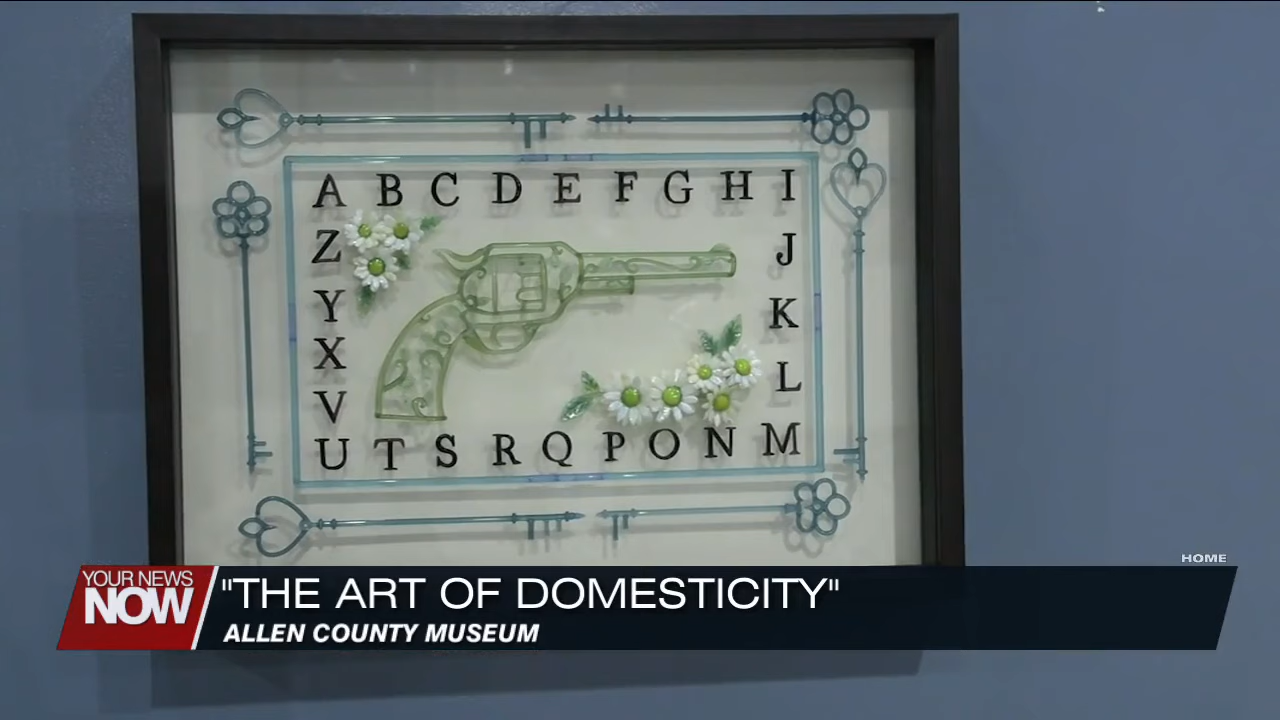 A B C D E F G H I
Z J
Y K
X
V L
U T S R Q P O N M
HOME
YOUR NEWS
NOW
"THE ART OF DOMESTICITY"
ALLEN COUNTY MUSEUM